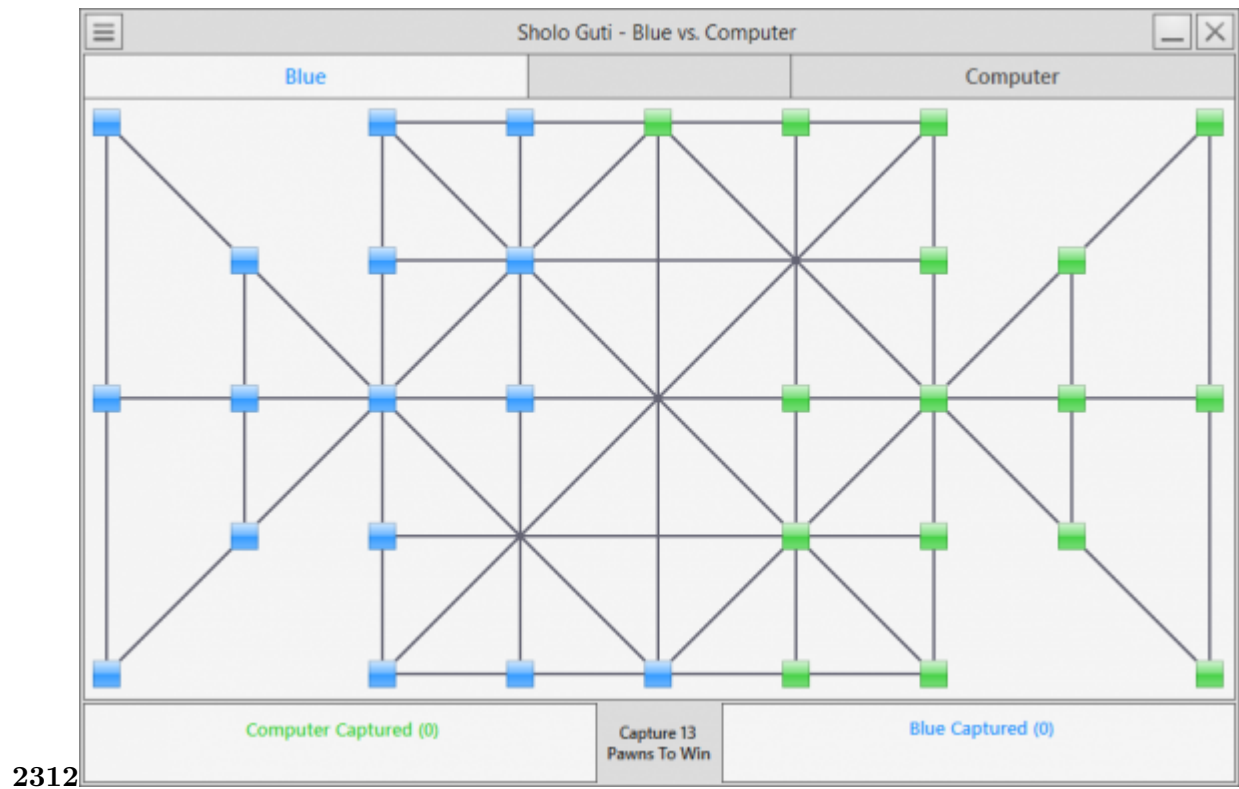 Sholo Guti - Blue vs. Computer
Blue
Computer
Computer Captured (0)
Capture 13
Pawns To Win
Blue Captured (0)
2312